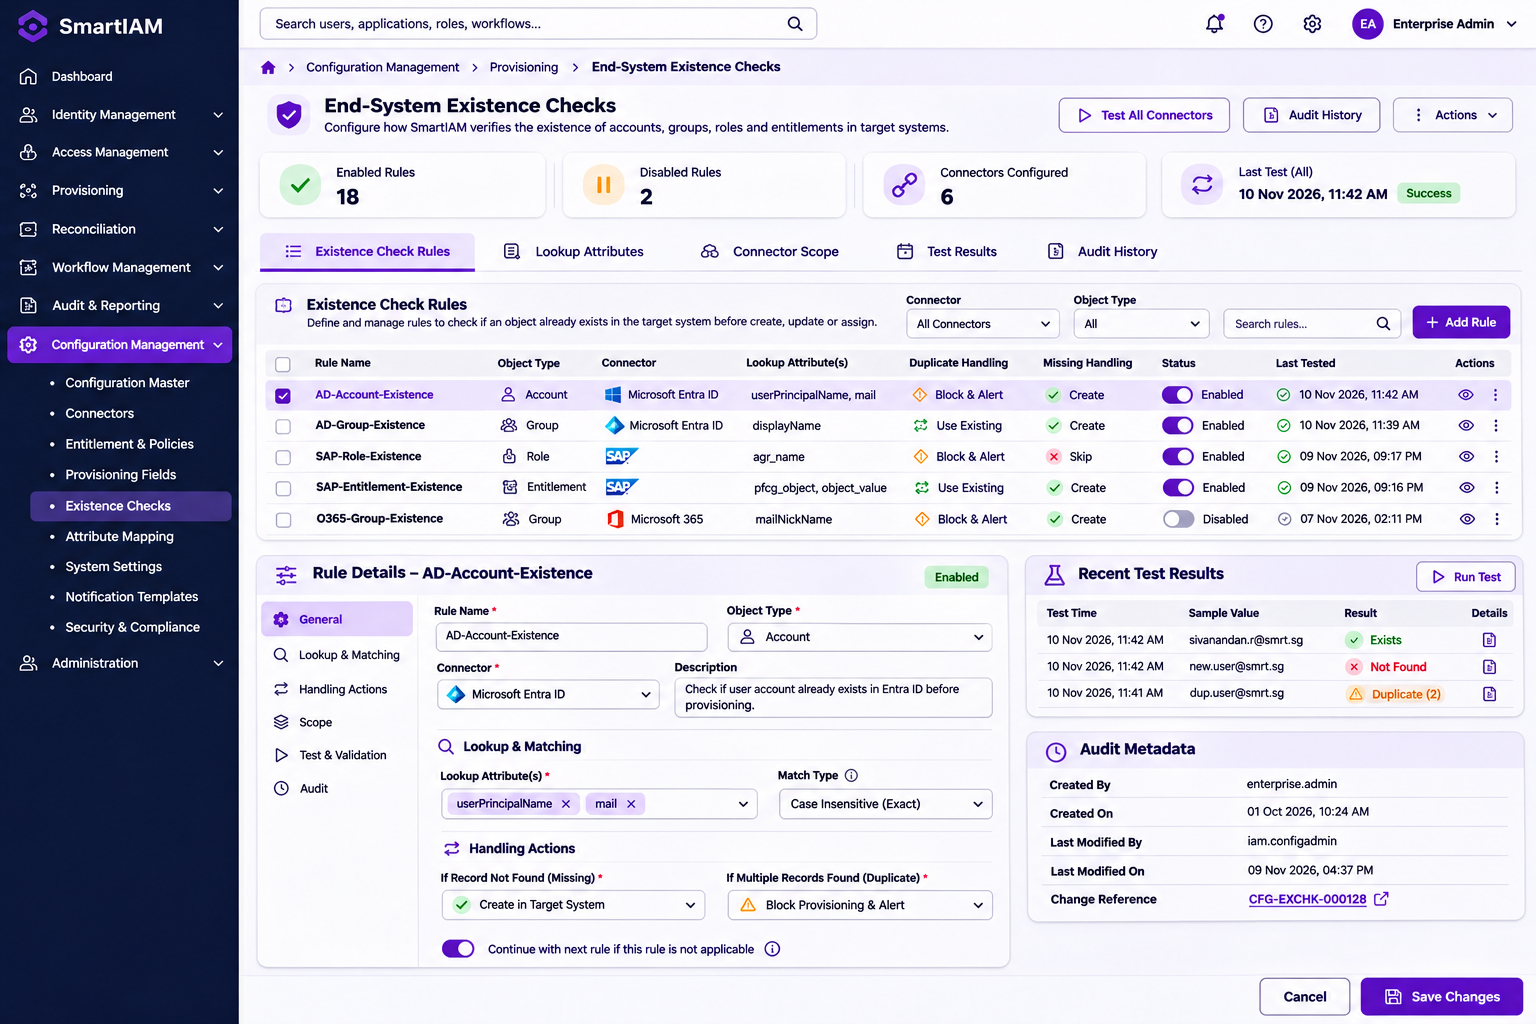 SmartIAM
Search users, applications, roles, workflows...
EA
Enterprise Admin
Dashboard
Identity Management
Access Management
Provisioning
Reconciliation
Workflow Management
Audit & Reporting
Configuration Management
• Configuration Master
• Connectors
• Entitlement & Policies
• Provisioning Fields
• Existence Checks
• Attribute Mapping
• System Settings
• Notification Templates
• Security & Compliance
Administration
Configuration Management > Provisioning > End-System Existence Checks
End-System Existence Checks
Configure how SmartIAM verifies the existence of accounts, groups, roles and entitlements in target systems.
Test All Connectors
Audit History
Actions
Enabled Rules
18
Disabled Rules
2
Connectors Configured
6
Last Test (All)
10 Nov 2026, 11:42 AM Success
Existence Check Rules
Lookup Attributes
Connector Scope
Test Results
Audit History
Existence Check Rules
Define and manage rules to check if an object already exists in the target system before create, update or assign.
Connector
All Connectors
Object Type
All
Search rules...
+ Add Rule
Rule Name Object Type Connector Lookup Attribute(s) Duplicate Handling Missing Handling Status Last Tested Actions
AD-Account-Existence Account Microsoft Entra ID userPrincipalName, mail Block & Alert Create Enabled 10 Nov 2026, 11:42 AM
AD-Group-Existence Group Microsoft Entra ID displayName Use Existing Create Enabled 10 Nov 2026, 11:39 AM
SAP-Role-Existence Role SAP agr_name Block & Alert Skip Enabled 09 Nov 2026, 09:17 PM
SAP-Entitlement-Existence Entitlement SAP pfcg_object, object_value Use Existing Create Enabled 09 Nov 2026, 09:16 PM
O365-Group-Existence Group Microsoft 365 mailNickName Block & Alert Create Disabled 07 Nov 2026, 02:11 PM
Rule Details – AD-Account-Existence
Enabled
General
Lookup & Matching
Handling Actions
Scope
Test & Validation
Audit
Rule Name *
AD-Account-Existence
Object Type *
Account
Connector *
Microsoft Entra ID
Description
Check if user account already exists in Entra ID before
provisioning.
Lookup & Matching
Lookup Attribute(s) *
userPrincipalName × mail ×
Match Type
Case Insensitive (Exact)
Handling Actions
If Record Not Found (Missing) *
Create in Target System
If Multiple Records Found (Duplicate) *
Block Provisioning & Alert
Continue with next rule if this rule is not applicable
Recent Test Results
Run Test
Test Time Sample Value Result Details
10 Nov 2026, 11:42 AM sivanandan.r@smrt.sg Exists
10 Nov 2026, 11:42 AM new.user@smrt.sg Not Found
10 Nov 2026, 11:41 AM dup.user@smrt.sg Duplicate (2)
Audit Metadata
Created By enterprise.admin
Created On 01 Oct 2026, 10:24 AM
Last Modified By iam.configadmin
Last Modified On 09 Nov 2026, 04:37 PM
Change Reference CFG-EXCHK-000128
Cancel
Save Changes